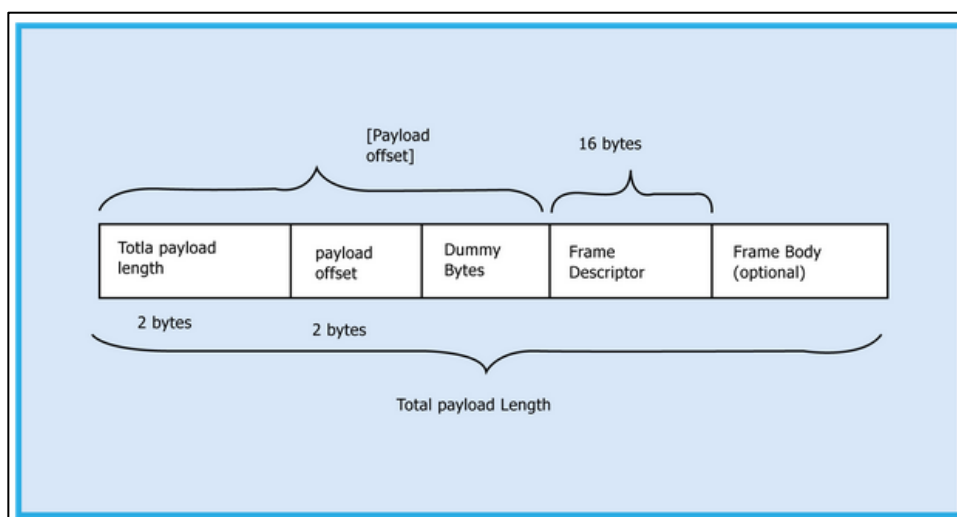 [Payload
offset]
16 bytes
Totla payload
length
payload
offset
Dummy
Bytes
Frame
Descriptor
Frame Body
(optional)
2 bytes
2 bytes
Total payload Length